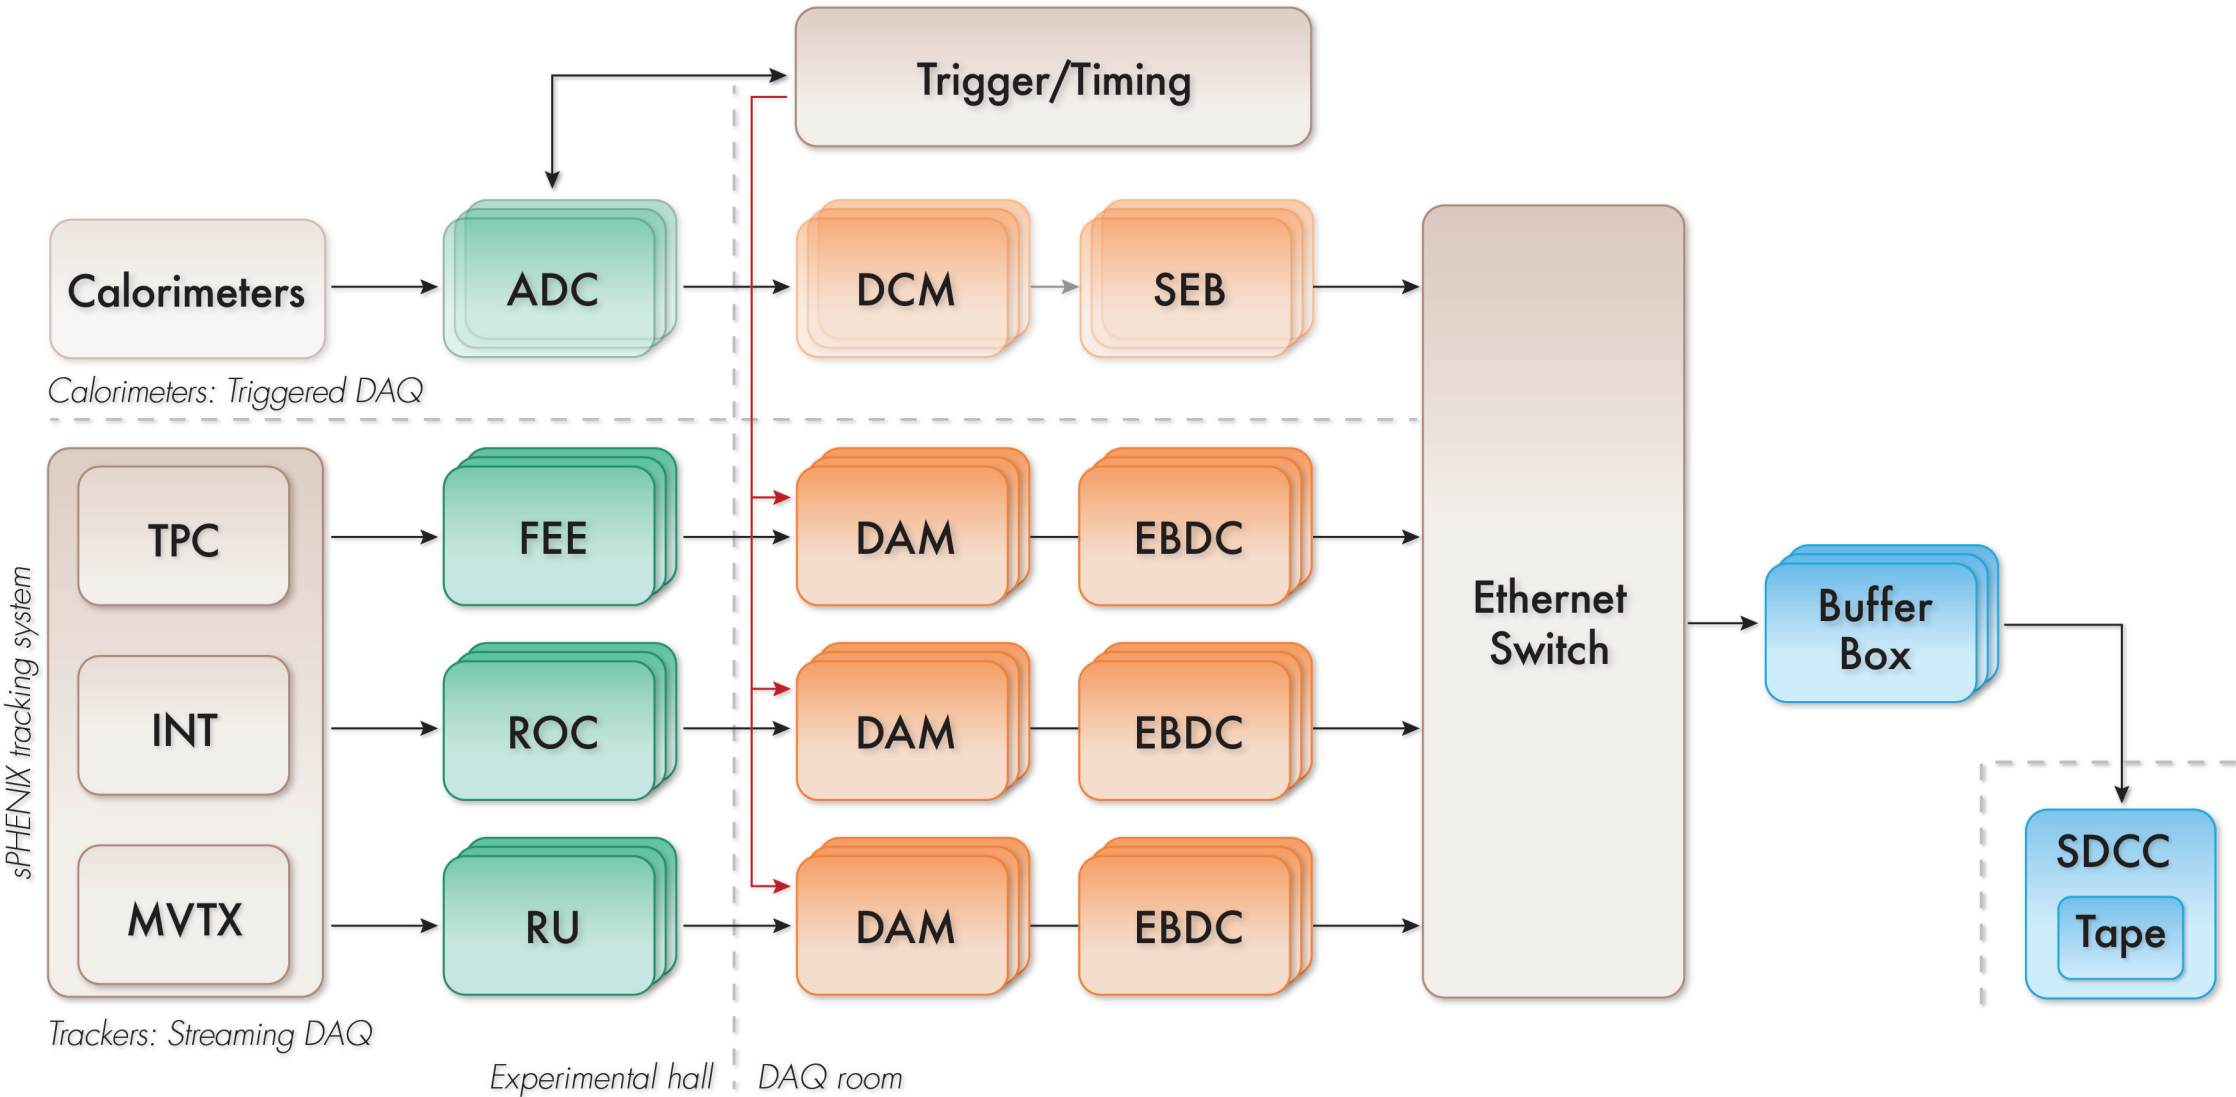 Trigger/Timing
Calorimeters
ADC
DCM
SEB
Calorimeters: Triggered DAQ
sPHENIX tracking system
TPC
FEE
DAM
EBDC
INT
ROC
DAM
EBDC
MVTX
RU
DAM
EBDC
Trackers: Streaming DAQ
Experimental hall
DAQ room
Ethernet
Switch
Buffer
Box
SDCC
Tape